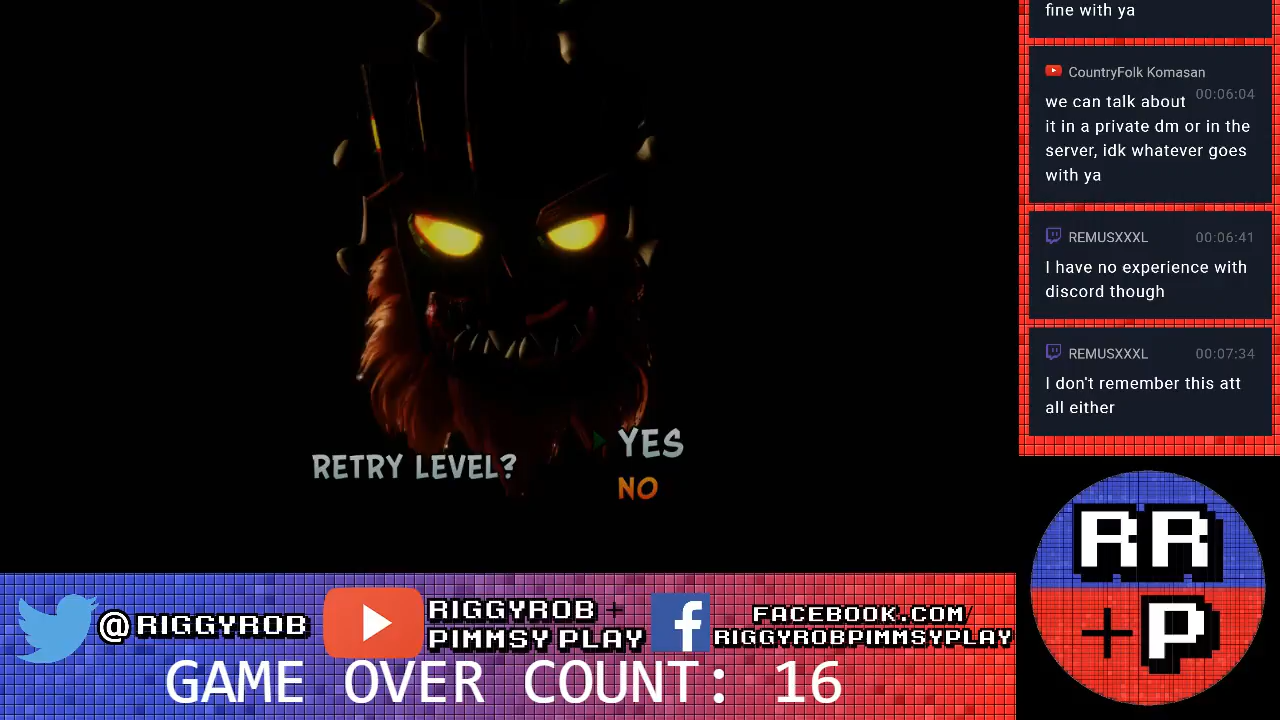 fine with ya
CountryFolk Komasan
00:06:04
we can talk about
it in a private dm or in the
server, idk whatever goes
with ya
REMUSXXXL 00:06:41
I have no experience with
discord though
REMUSXXXL 00:07:34
I don't remember this att
all either
RETRY LEVEL?
YES
NO
@RIGGYROB
RIGGYROB +
PIMMSY PLAY
FACEBOOK.COM/
RIGGYROBPIMMSYPLAY
GAME OVER COUNT: 16
RR
+P